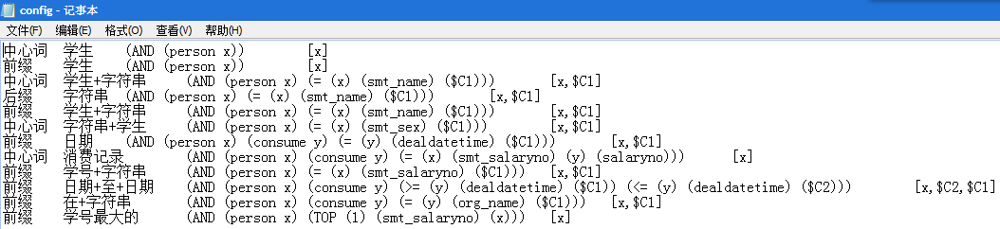 config - 记事本
文件(F) 编辑(E) 格式(O) 查看(V) 帮助(H)
中心词 学生 (AND (person x)) [x]
前缀 学生 (AND (person x)) [x]
中心词 学生+字符串 (AND (person x) (= (x) (smt_name) ($C1))) [x,$C1]
后缀 字符串 (AND (person x) (= (x) (smt_name) ($C1))) [x,$C1]
前缀 学生+字符串 (AND (person x) (= (x) (smt_name) ($C1))) [x,$C1]
中心词 字符串+学生 (AND (person x) (= (x) (smt_sex) ($C1))) [x,$C1]
前缀 日期 (AND (person x) (consume y) (= (y) (dealdatetime) ($C1))) [x,$C1]
中心词 消费记录 (AND (person x) (consume y) (= (x) (smt_salaryno) (y) (salaryno))) [x]
前缀 学号+字符串 (AND (person x) (= (x) (smt_salaryno) ($C1))) [x,$C1]
前缀 日期+至+日期 (AND (person x) (consume y) (>= (y) (dealdatetime) ($C1)) (<= (y) (dealdatetime) ($C2))) [x,$C2,$C1]
前缀 在+字符串 (AND (person x) (consume y) (= (y) (org_name) ($C1))) [x,$C1]
前缀 学号最大的 (AND (person x) (TOP (1) (smt_salaryno) (x))) [x]